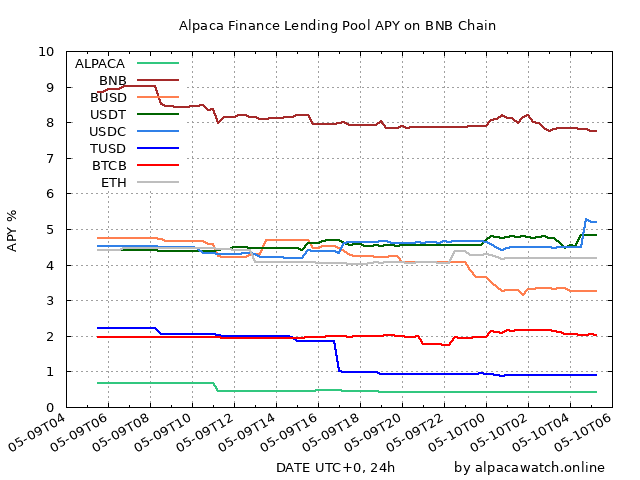 Alpaca Finance Lending Pool APY on BNB Chain
10
9
8
7
6
5
4
3
2
1
0
APY %
ALPACA
BNB
BUSD
USDT
USDC
TUSD
BTCB
ETH
05-09T04
05-09T06
05-09T08
05-09T10
05-09T12
05-09T14
05-09T16
05-09T18
05-09T20
05-09T22
05-10T00
05-10T02
05-10T04
05-10T06
DATE UTC+0, 24h
by alpacawatch.online